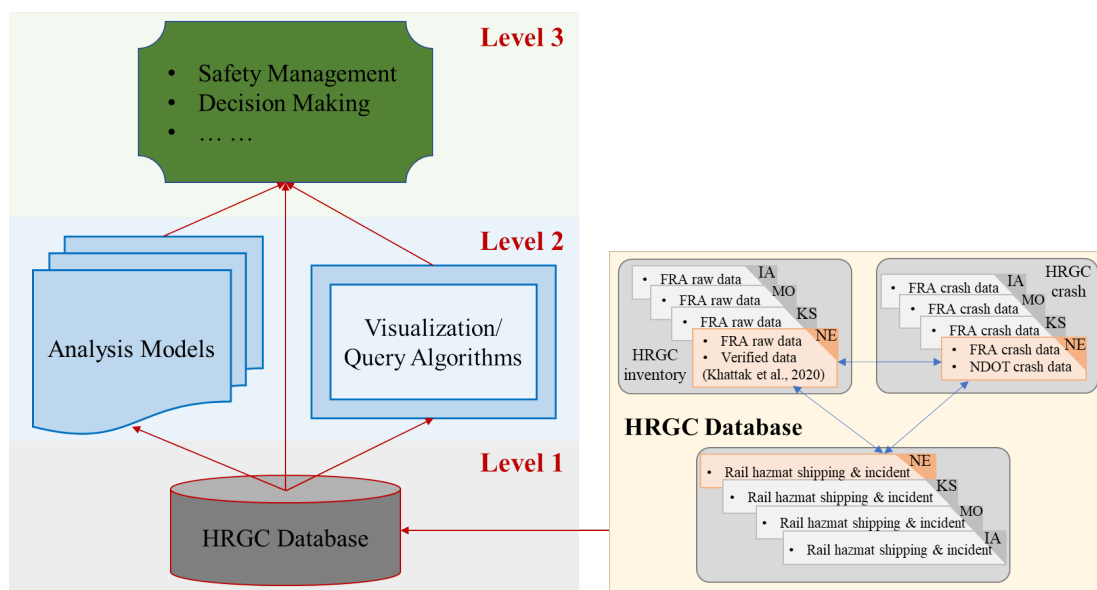 Level 3
• Safety Management
• Decision Making
• … …
Level 2
Analysis Models
Visualization/
Query Algorithms
Level 1
HRGC Database
• FRA raw data
IA
• FRA raw data
MO
• FRA raw data
KS
• FRA raw data
NE
• Verified data
(Khattak et al., 2020)
HRGC
inventory
HRGC
crash
• FRA crash data
IA
• FRA crash data
MO
• FRA crash data
KS
• FRA crash data
NE
• NDOT crash data
HRGC Database
NE
• Rail hazmat shipping & incident
KS
• Rail hazmat shipping & incident
MO
• Rail hazmat shipping & incident
IA
• Rail hazmat shipping & incident